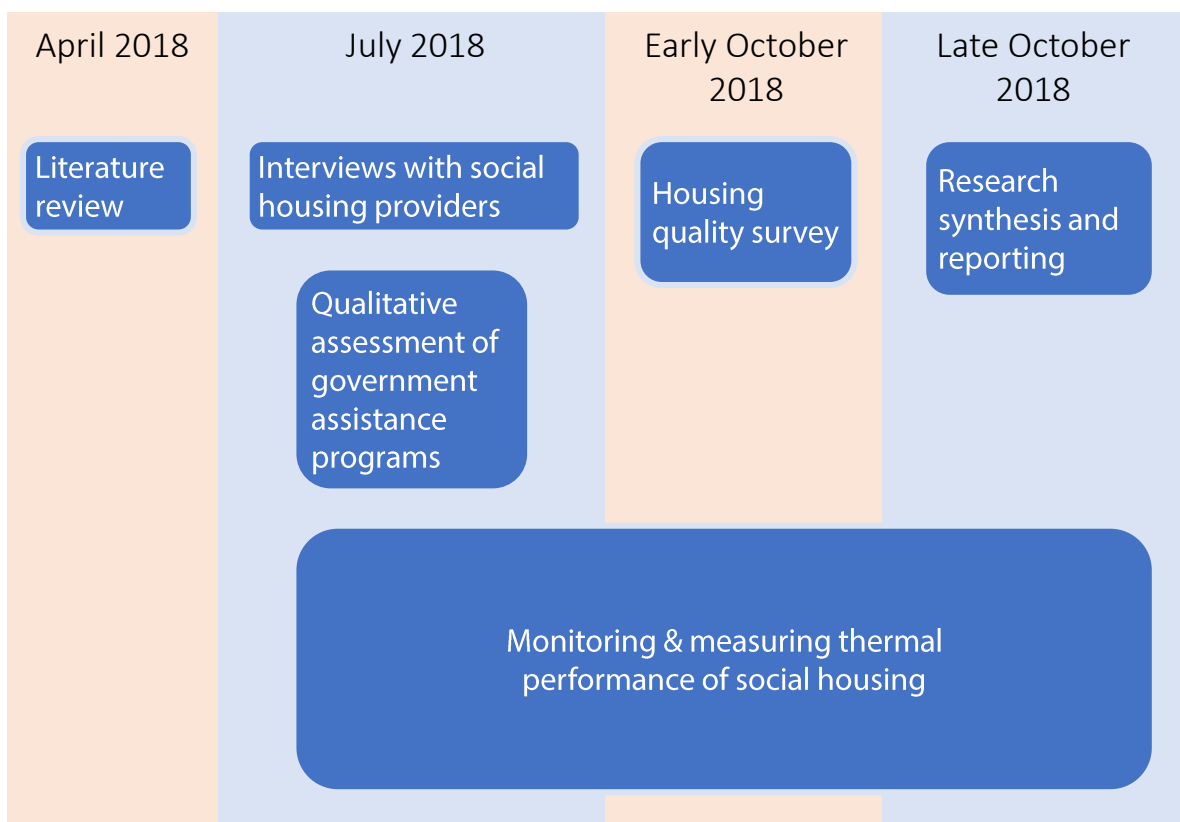 April 2018
July 2018
Early October
2018
Late October
2018
Literature
review
Interviews with social
housing providers
Housing
quality survey
Research
synthesis and
reporting
Qualitative
assessment of
government
assistance
programs
Monitoring & measuring thermal
performance of social housing